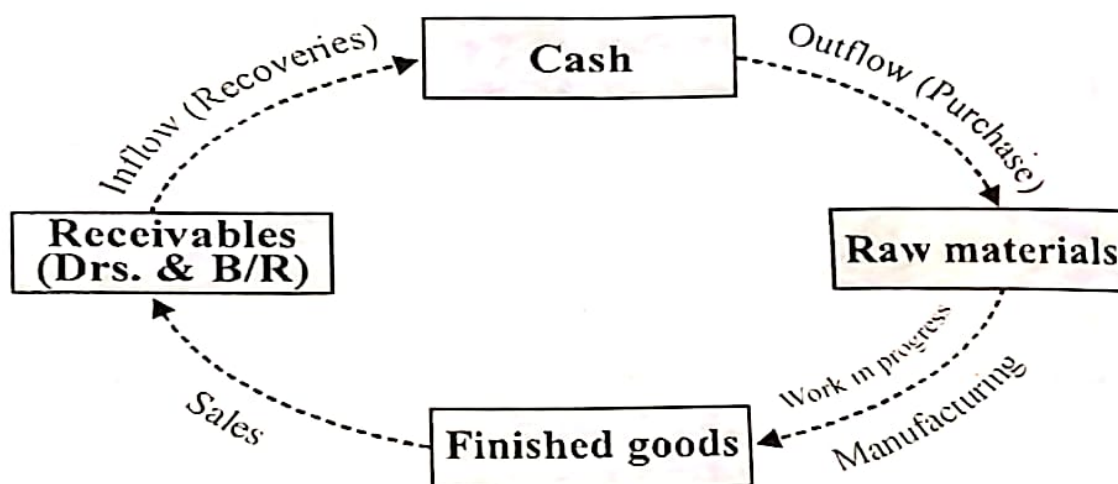 Cash
Outflow (Purchase)
Raw materials
Work in progress
Manufacturing
Finished goods
Sales
Receivables
(Drs. & B/R)
Inflow (Recoveries)